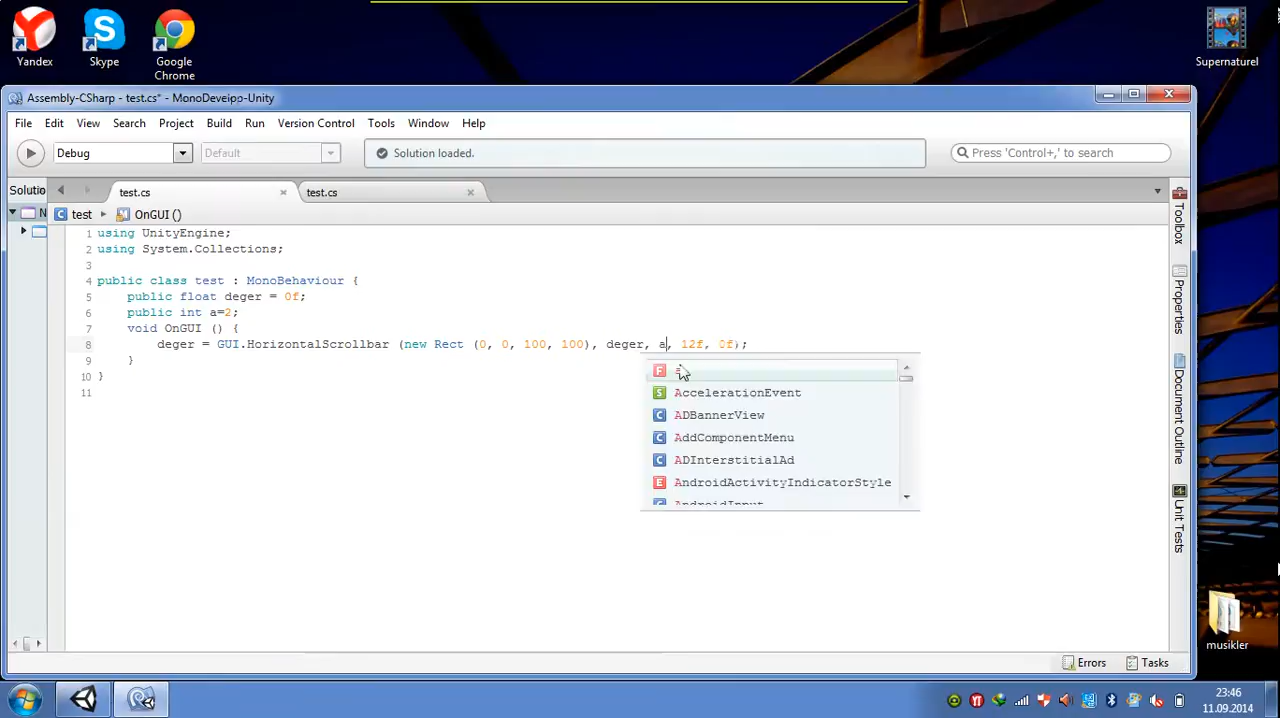 Yandex
Skype
Google
Chrome
Supernaturel
Assembly-CSharp - test.cs* - MonoDevelop-Unity
File Edit View Search Project Build Run Version Control Tools Window Help
Debug
Default
Solution loaded.
Press 'Control+,' to search
Solutio
test.cs
test.cs
N
test
OnGUI ()
1 using UnityEngine;
2 using System.Collections;
3
4 public class test : MonoBehaviour {
5 public float deger = 0f;
6 public int a=2;
7 void OnGUI () {
8 deger = GUI.HorizontalScrollbar (new Rect (0, 0, 100, 100), deger, a, 12f, 0f);
9 }
10 }
11
a
AccelerationEvent
ADBannerView
AddComponentMenu
ADInterstitialAd
AndroidActivityIndicatorStyle
AndroidInput
Toolbox
Properties
Document Outline
Unit Tests
musikler
Errors
Tasks
23:46
11.09.2014